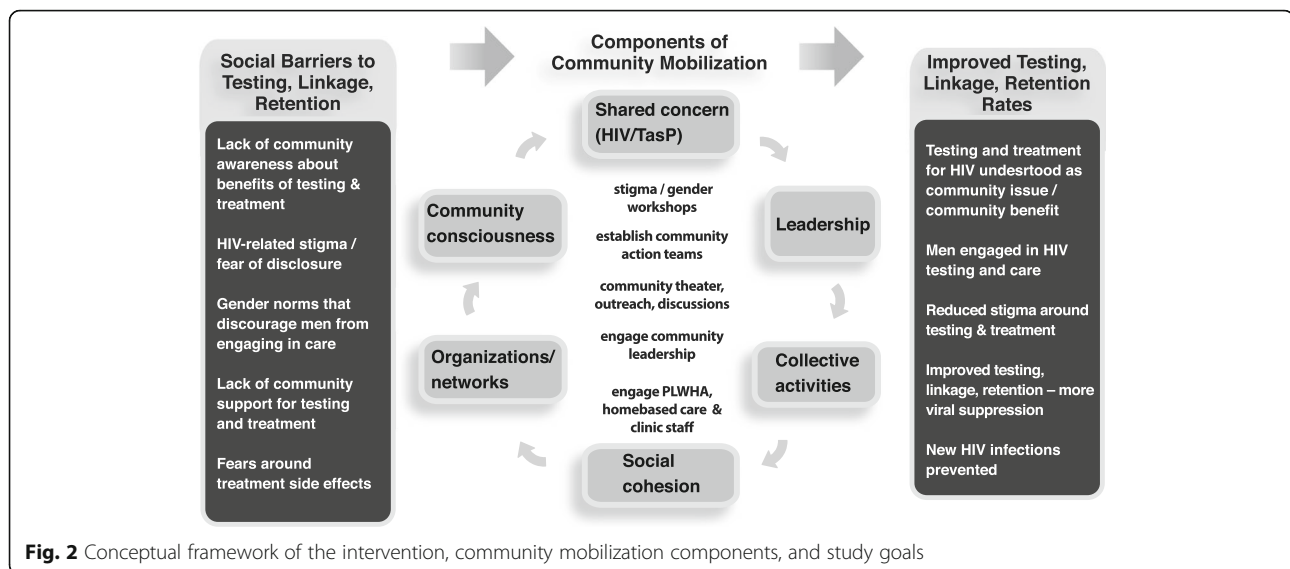 Social Barriers to
Testing, Linkage,
Retention
Lack of community
awareness about
benefits of testing &
treatment
HIV-related stigma /
fear of disclosure
Gender norms that
discourage men from
engaging in care
Lack of community
support for testing
and treatment
Fears around
treatment side effects
Components of
Community Mobilization
Shared concern
(HIV/TasP)
Leadership
Collective
activities
Social
cohesion
Organizations/
networks
Community
consciousness
stigma / gender
workshops
establish community
action teams
community theater,
outreach, discussions
engage community
leadership
engage PLWHA,
homebased care &
clinic staff
Improved Testing,
Linkage, Retention
Rates
Testing and treatment
for HIV undesrtood as
community issue /
community benefit
Men engaged in HIV
testing and care
Reduced stigma around
testing & treatment
Improved testing,
linkage, retention – more
viral suppression
New HIV infections
prevented
Fig. 2 Conceptual framework of the intervention, community mobilization components, and study goals